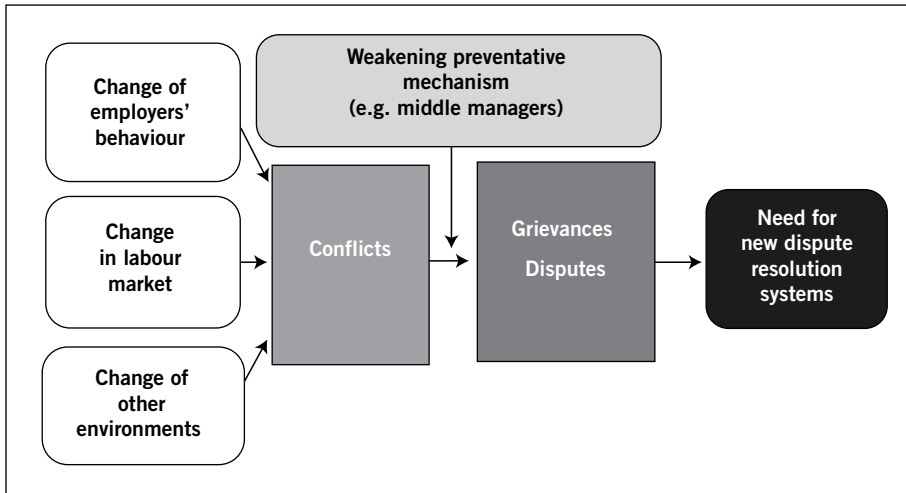 Change of
employers’
behaviour
Weakening preventative
mechanism
(e.g. middle managers)
Change
in labour
market
Conflicts
Grievances
Disputes
Need for
new dispute
resolution
systems
Change of
other
environments